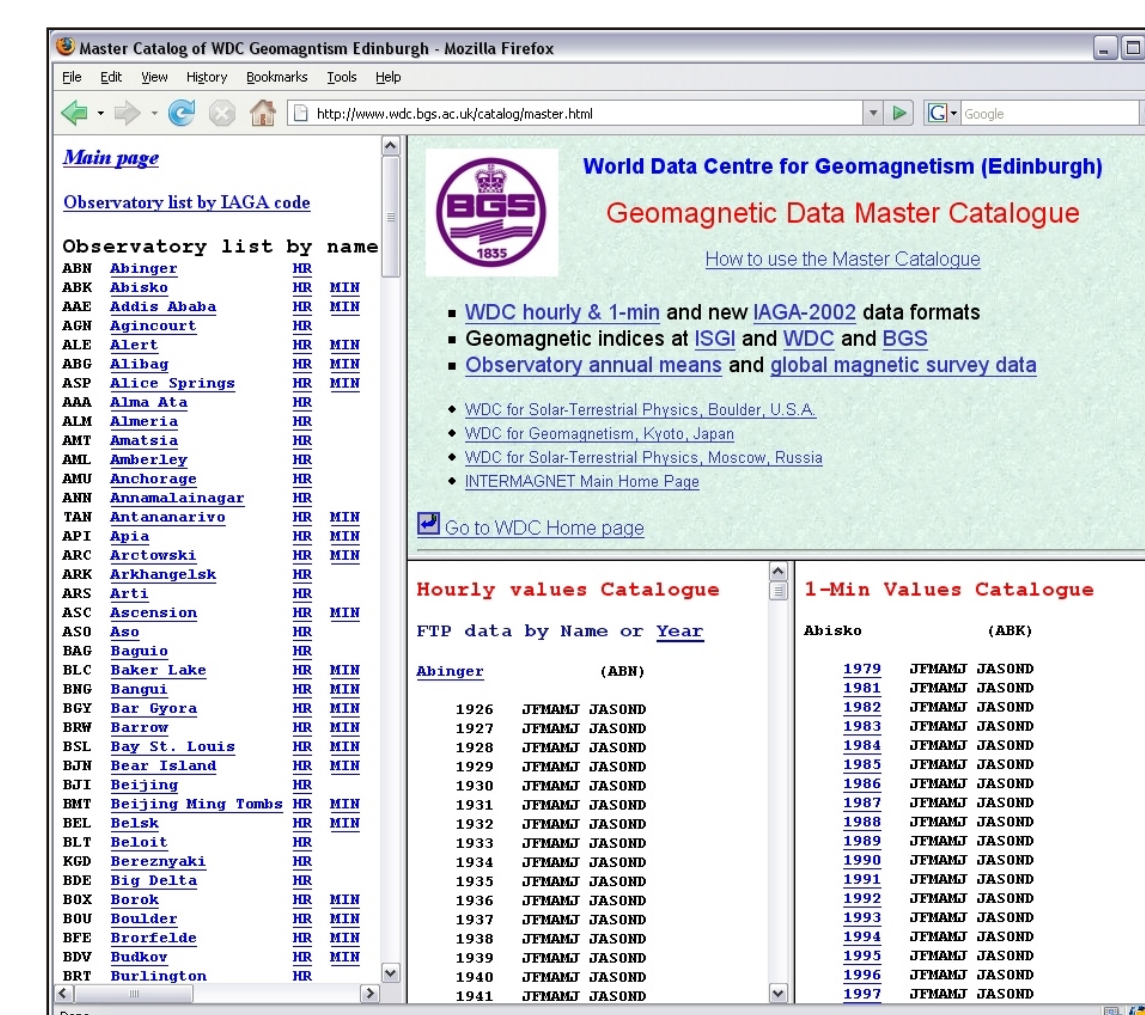 Master Catalog of WDC Geomagntism Edinburgh - Mozilla Firefox
File Edit View History Bookmarks Tools Help
http://www.wdc.bgs.ac.uk/catalog/master.html
G Google
Main page
Observatory list by IAGA code
Observatory list by name
ABN Abinger HR
ABK Abisko HR MIN
AAE Addis Ababa HR MIN
AGN Agincourt HR
ALE Alert HR MIN
ABG Alibag HR MIN
ASP Alice Springs HR MIN
AAA Alma Ata HR
ALM Almeria HR
AMT Amatsia HR
AML Amberley HR
AMU Anchorage HR
ANN Annamalainagar HR
TAN Antananarivo HR MIN
API Apia HR MIN
ARC Arctowski HR MIN
ARK Arkhangelsk HR
ARS Arti HR
ASC Ascension HR MIN
ASO Aso HR
BAG Baguio HR
BLC Baker Lake HR MIN
BNG Bangui HR MIN
BGY Bar Gyora HR MIN
BRW Barrow HR MIN
BSL Bay St. Louis HR MIN
BJN Bear Island HR MIN
BJI Beijing HR
BMT Beijing Ming Tombs HR MIN
BEL Belsk HR MIN
BLT Beloit HR
KGD Bereznyaki HR
BDE Big Delta HR
BOX Borok HR MIN
BOU Boulder HR MIN
BFE Brorfelde HR MIN
BDV Budkov HR MIN
BRT Burlington HR
BGS
1835
World Data Centre for Geomagnetism (Edinburgh)
Geomagnetic Data Master Catalogue
How to use the Master Catalogue
WDC hourly & 1-min and new IAGA-2002 data formats
Geomagnetic indices at ISGI and WDC and BGS
Observatory annual means and global magnetic survey data
WDC for Solar-Terrestrial Physics, Boulder, U.S.A.
WDC for Geomagnetism, Kyoto, Japan
WDC for Solar-Terrestrial Physics, Moscow, Russia
INTERMAGNET Main Home Page
Go to WDC Home page
Hourly values Catalogue
FTP data by Name or Year
Abinger (ABN)
1926 JFMAMJ JASOND
1927 JFMAMJ JASOND
1928 JFMAMJ JASOND
1929 JFMAMJ JASOND
1930 JFMAMJ JASOND
1931 JFMAMJ JASOND
1932 JFMAMJ JASOND
1933 JFMAMJ JASOND
1934 JFMAMJ JASOND
1935 JFMAMJ JASOND
1936 JFMAMJ JASOND
1937 JFMAMJ JASOND
1938 JFMAMJ JASOND
1939 JFMAMJ JASOND
1940 JFMAMJ JASOND
1941 JFMAMJ JASOND
1-Min Values Catalogue
Abisko (ABK)
1979 JFMAMJ JASOND
1981 JFMAMJ JASOND
1982 JFMAMJ JASOND
1983 JFMAMJ JASOND
1984 JFMAMJ JASOND
1985 JFMAMJ JASOND
1986 JFMAMJ JASOND
1987 JFMAMJ JASOND
1988 JFMAMJ JASOND
1989 JFMAMJ JASOND
1990 JFMAMJ JASOND
1991 JFMAMJ JASOND
1992 JFMAMJ JASOND
1993 JFMAMJ JASOND
1994 JFMAMJ JASOND
1995 JFMAMJ JASOND
1996 JFMAMJ JASOND
1997 JFMAMJ JASOND